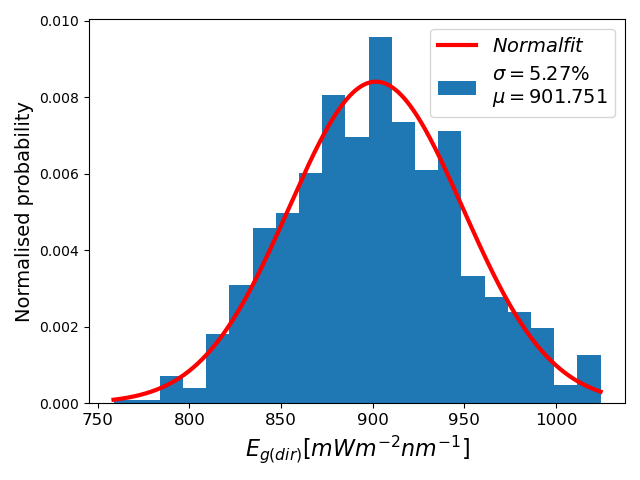 Normalfit
σ = 5.27%
μ = 901.751
Normalised probability
0.010
0.008
0.006
0.004
0.002
0.000
750
800
850
900
950
1000
E_{g(dir)}[mWm^{-2}nm^{-1}]